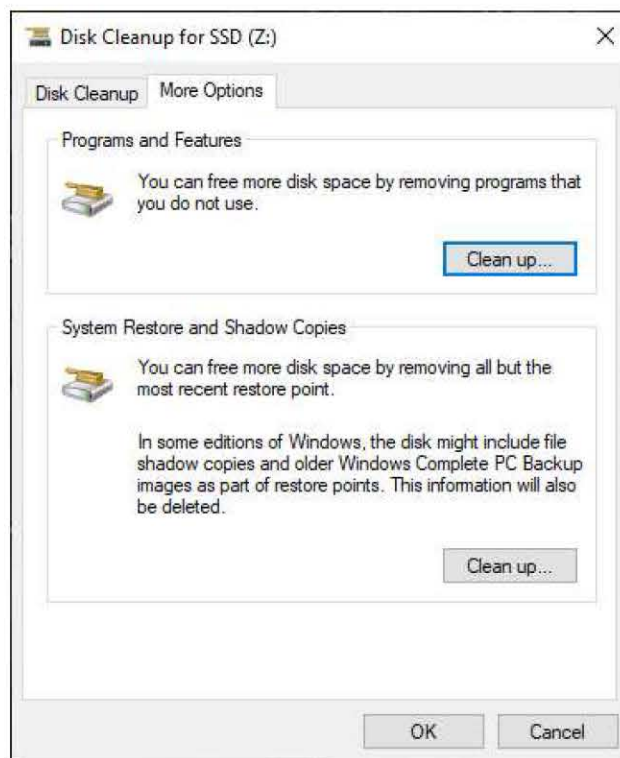 Disk Cleanup for SSD (Z:)
Disk Cleanup
More Options
Programs and Features
You can free more disk space by removing programs that
you do not use.
Clean up...
System Restore and Shadow Copies
You can free more disk space by removing all but the
most recent restore point.
In some editions of Windows, the disk might include file
shadow copies and older Windows Complete PC Backup
images as part of restore points. This information will also
be deleted.
Clean up...
OK
Cancel